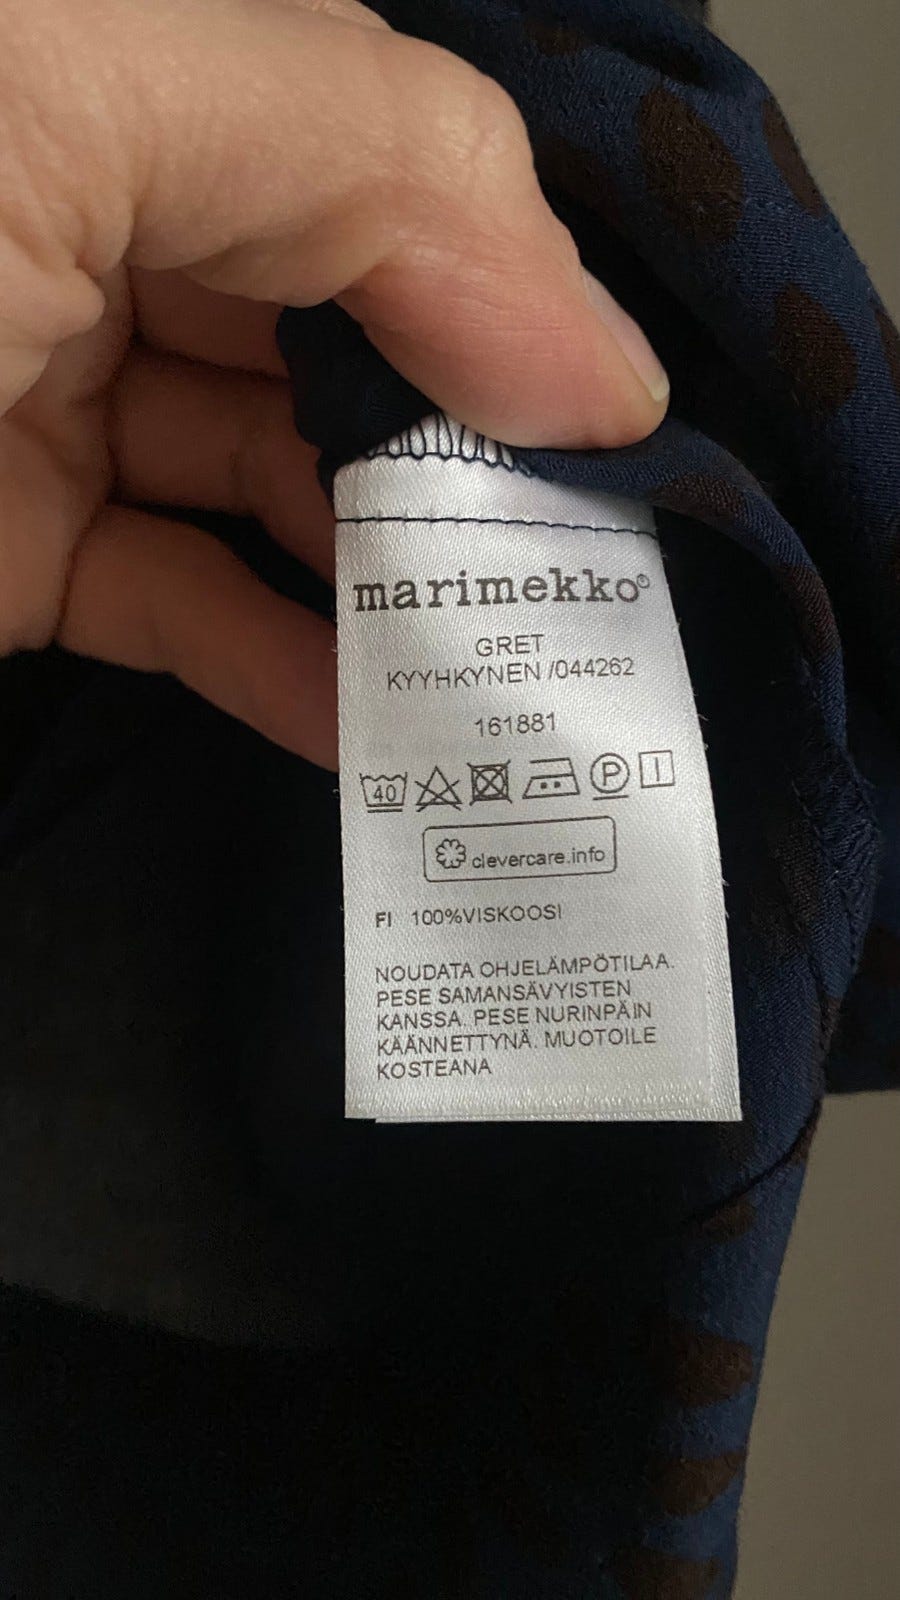 marimekko®
GRET
KYYHKYNEN /044262
161881
40 P I
clevercare.info
FI 100%VISKOOSI
NOUDATA OHJELÄMPÖTILAA.
PESE SAMANSÄVYISTEN
KANSSA. PESE NURINPÄIN
KÄÄNNETTYNÄ. MUOTOILE
KOSTEANA